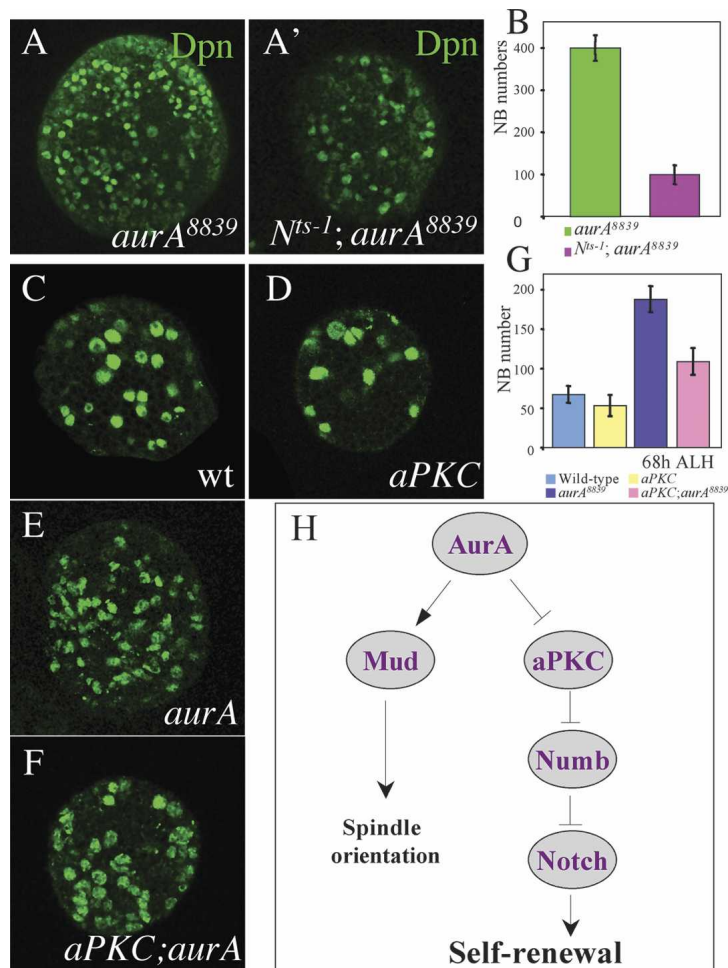 A
Dpn
aurA8839
A’
Dpn
Nts-1; aurA8839
B
NB numbers
400
300
200
100
0
aurA8839
Nts-1; aurA8839
C
wt
D
aPKC
G
NB number
200
150
100
50
0
68h ALH
Wild-type
aPKC
aurA8839
aPKC;aurA8839
E
aurA
F
aPKC;aurA
H
AurA
Mud
aPKC
Numb
Notch
Spindle
orientation
Self-renewal